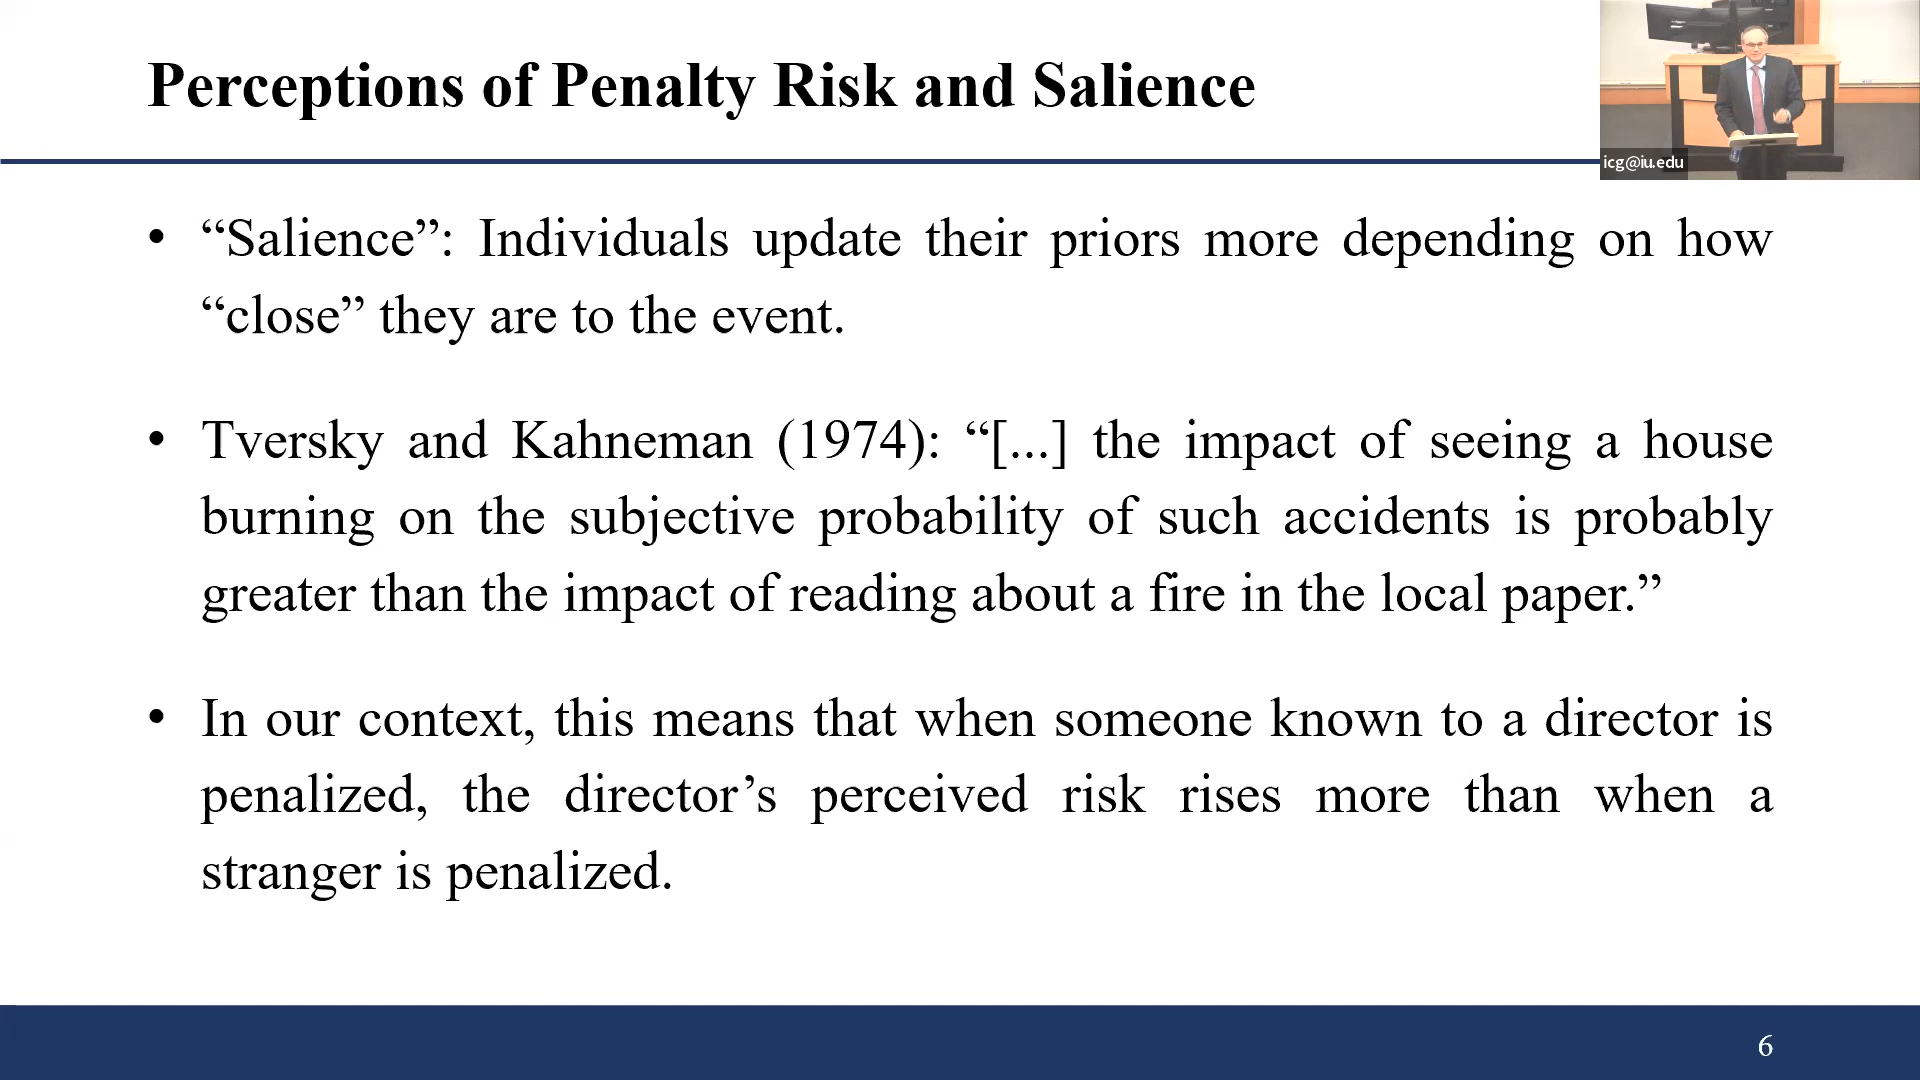 Perceptions of Penalty Risk and Salience
icg@iu.edu
• “Salience”: Individuals update their priors more depending on how
“close” they are to the event.
• Tversky and Kahneman (1974): “[...] the impact of seeing a house
burning on the subjective probability of such accidents is probably
greater than the impact of reading about a fire in the local paper.”
• In our context, this means that when someone known to a director is
penalized, the director’s perceived risk rises more than when a
stranger is penalized.
6